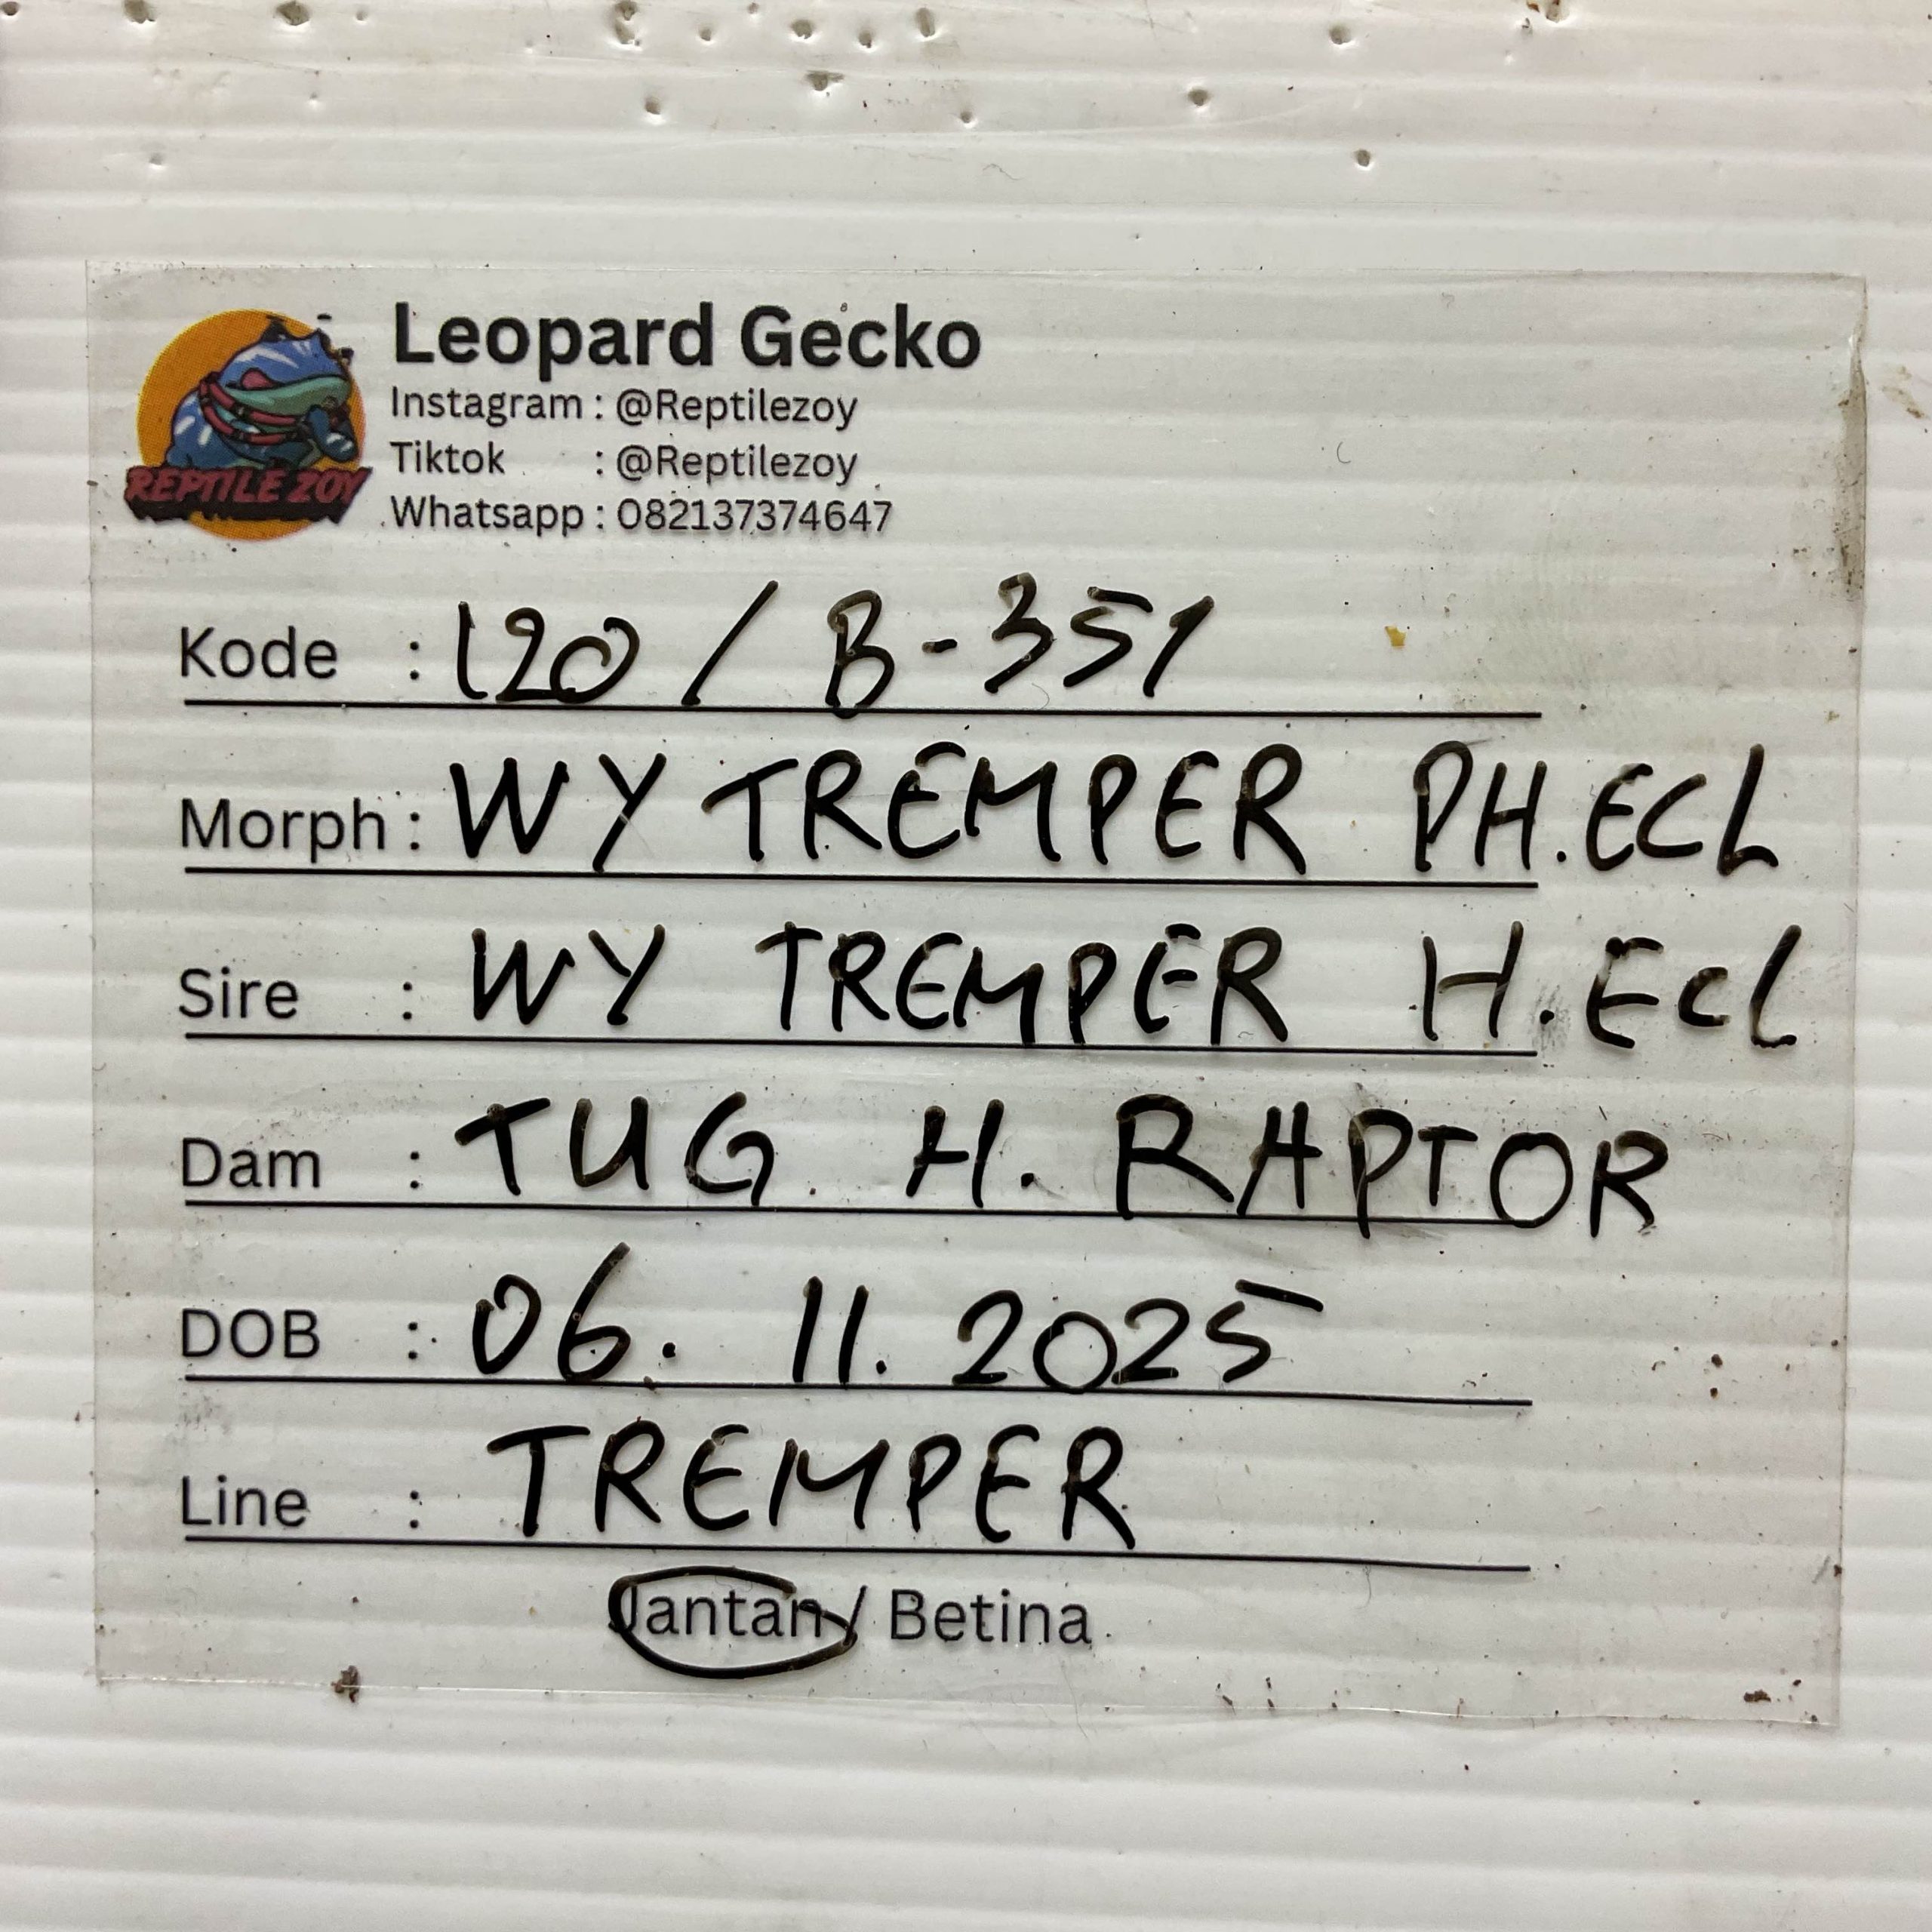 Leopard Gecko
Instagram : @Reptilezoy
Tiktok : @Reptilezoy
Whatsapp : 082137374647
REPTILE ZOY
Kode : 120 / B-351
Morph : WY TREMPER PH.ECL
Sire : WY TREMPER H.ECL
Dam : TUG H. RAPTOR
DOB : 06. 11. 2025
Line : TREMPER
Jantan / Betina